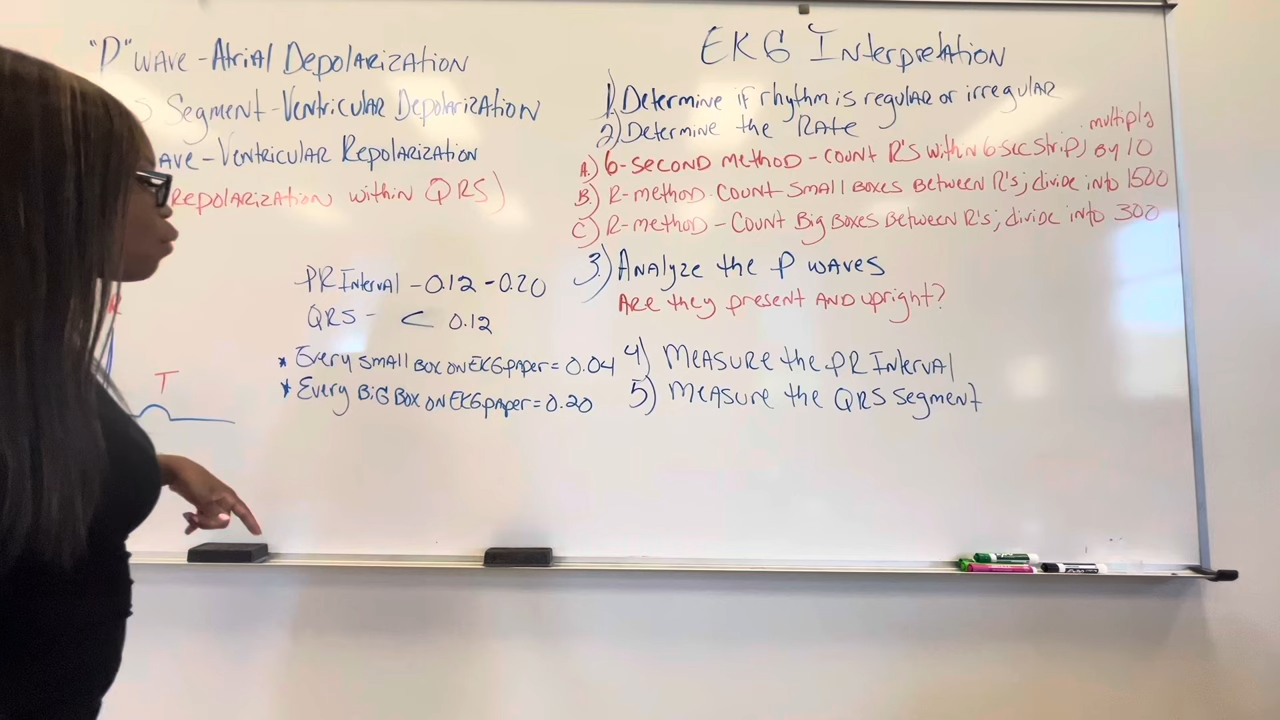 "P" WAVE - Atrial Depolarization
Segment - Ventricular Depolarization
ave - Ventricular Repolarization
Repolarization within QRS)
R
T
PR Interval - 0.12 - 0.20
QRS - < 0.12
* Every small box on EKG paper = 0.04
* Every Big Box on EKG paper = 0.20
EKG Interpretation
1) Determine if rhythm is regular or irregular
2) Determine the Rate
multiply
A.) 6-second method - count R's within 6 sec strip; by 10
B.) R-method - Count small boxes Between R's; divide into 1500
C.) R-method - Count Big Boxes Between R's; divide into 300
3.) Analyze the P waves
Are they present AND upright?
4) Measure the PR Interval
5) Measure the QRS segment